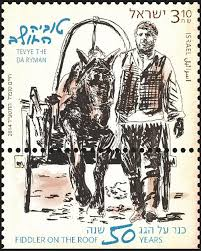 ישראל 3.10
ISRAEL اسرائيل
טוביה
החולב
TEVYE THE
DAIRYMAN
כנר על הגג
50 שנה
FIDDLER ON THE ROOF YEARS